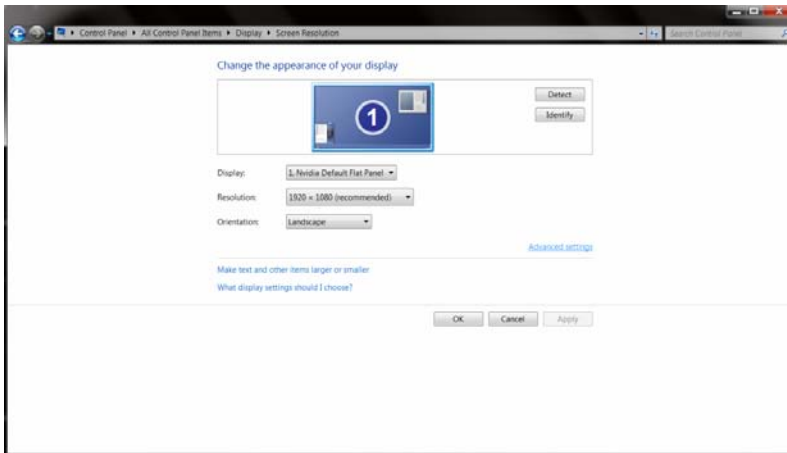 Control Panel ▸ All Control Panel Items ▸ Display ▸ Screen Resolution
Search Control Panel
Change the appearance of your display
1
Detect
Identify
Display: 1. Nvidia Default Flat Panel
Resolution: 1920 × 1080 (recommended)
Orientation: Landscape
Advanced settings
Make text and other items larger or smaller
What display settings should I choose?
OK Cancel Apply